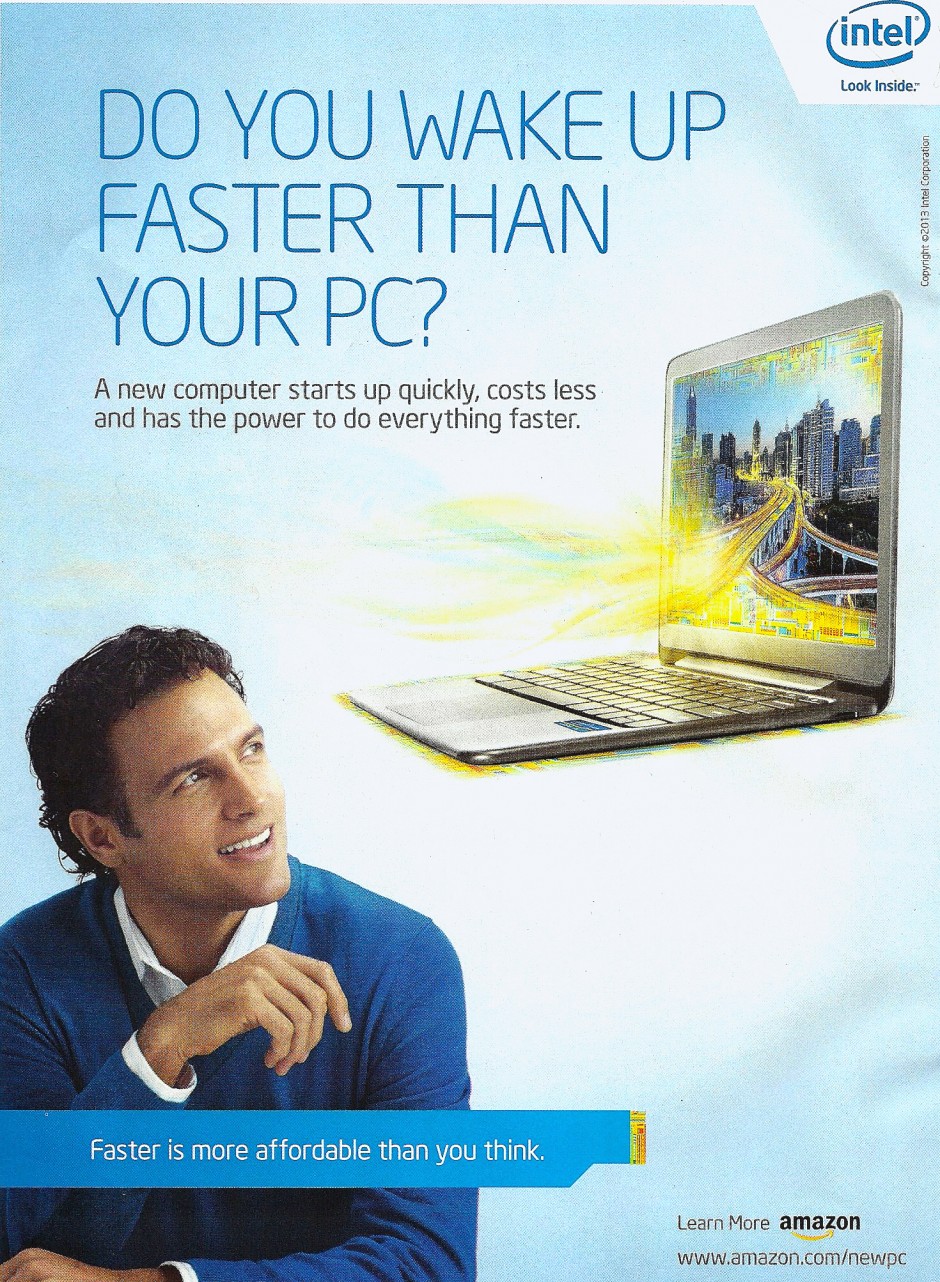 intel®
Look Inside.™
DO YOU WAKE UP
FASTER THAN
YOUR PC?
A new computer starts up quickly, costs less
and has the power to do everything faster.
Copyright ©2013 Intel Corporation
Faster is more affordable than you think.
Learn More amazon
www.amazon.com/newpc